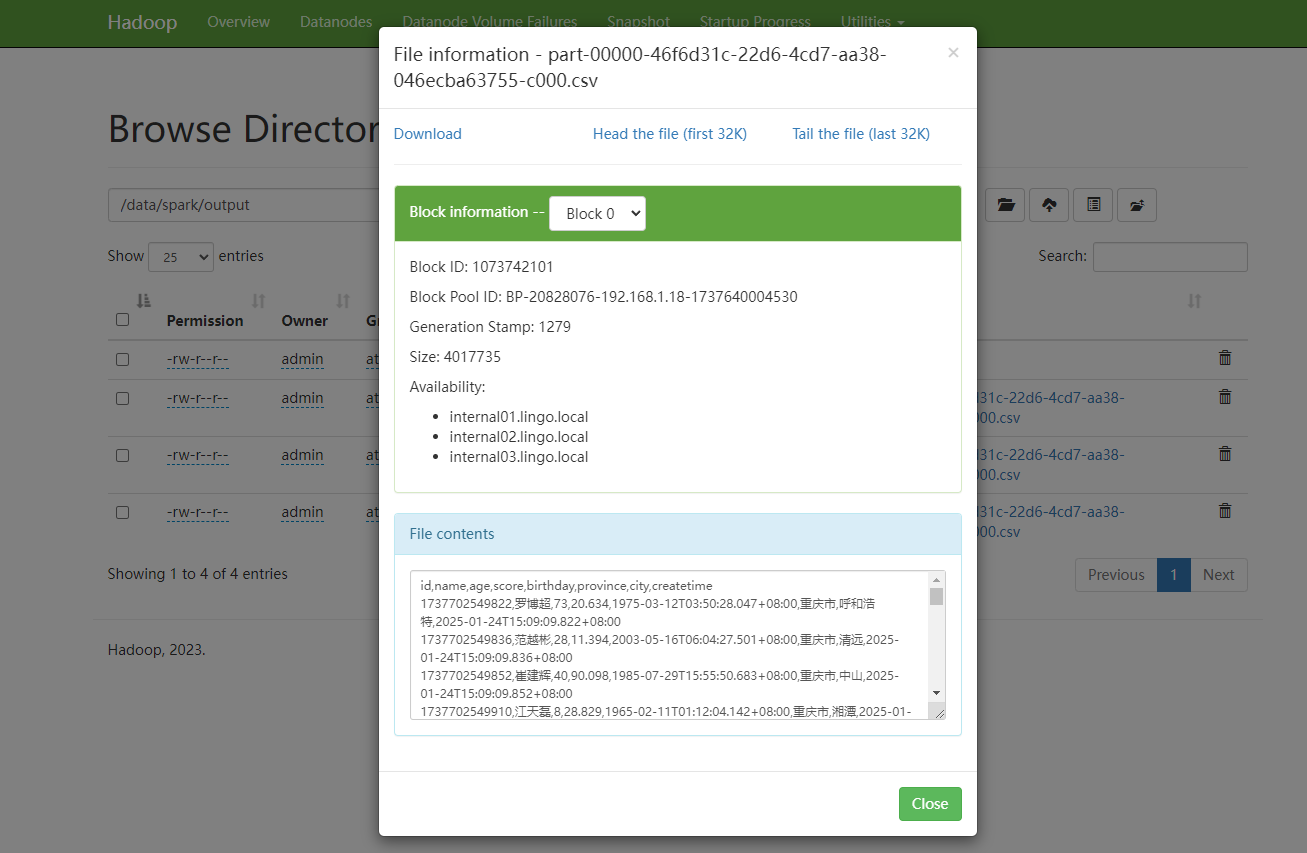 Hadoop Overview Datanodes Datanode Volume Failures Snapshot Startup Progress Utilities
File information - part-00000-46f6d31c-22d6-4cd7-aa38-
046ecba63755-c000.csv
×
Download Head the file (first 32K) Tail the file (last 32K)
Browse Director
/data/spark/output
Show 25 entries
Search:
Permission Owner
-rw-r--r-- admin
-rw-r--r-- admin
-rw-r--r-- admin
-rw-r--r-- admin
d31c-22d6-4cd7-aa38-
000.csv
d31c-22d6-4cd7-aa38-
000.csv
d31c-22d6-4cd7-aa38-
000.csv
Block information -- Block 0
Block ID: 1073742101
Block Pool ID: BP-20828076-192.168.1.18-1737640004530
Generation Stamp: 1279
Size: 4017735
Availability:
internal01.lingo.local
internal02.lingo.local
internal03.lingo.local
File contents
id,name,age,score,birthday,province,city,createtime
1737702549822,罗博超,73,20.634,1975-03-12T03:50:28.047+08:00,重庆市,呼和浩
特,2025-01-24T15:09:09.822+08:00
1737702549836,范越彬,28,11.394,2003-05-16T06:04:27.501+08:00,重庆市,清远,2025-
01-24T15:09:09.836+08:00
1737702549852,崔建辉,40,90.098,1985-07-29T15:55:50.683+08:00,重庆市,中山,2025-
01-24T15:09:09.852+08:00
1737702549910,江天磊,8,28.829,1965-02-11T01:12:04.142+08:00,重庆市,湘潭,2025-01-
Showing 1 to 4 of 4 entries
Previous 1 Next
Hadoop, 2023.
Close